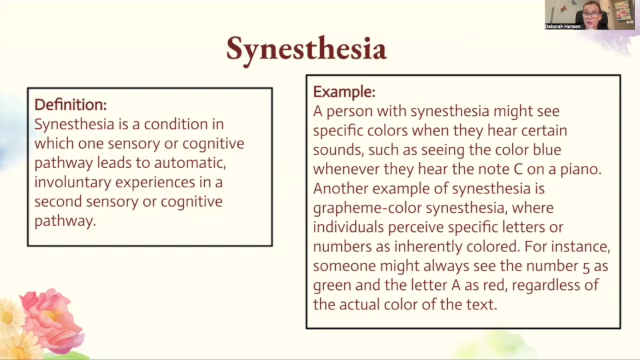 Synesthesia
Definition:
Synesthesia is a condition in
which one sensory or cognitive
pathway leads to automatic,
involuntary experiences in a
second sensory or cognitive
pathway.
Example:
A person with synesthesia might see
specific colors when they hear certain
sounds, such as seeing the color blue
whenever they hear the note C on a piano.
Another example of synesthesia is
grapheme-color synesthesia, where
individuals perceive specific letters or
numbers as inherently colored. For instance,
someone might always see the number 5 as
green and the letter A as red, regardless of
the actual color of the text.
Deborah Hansen